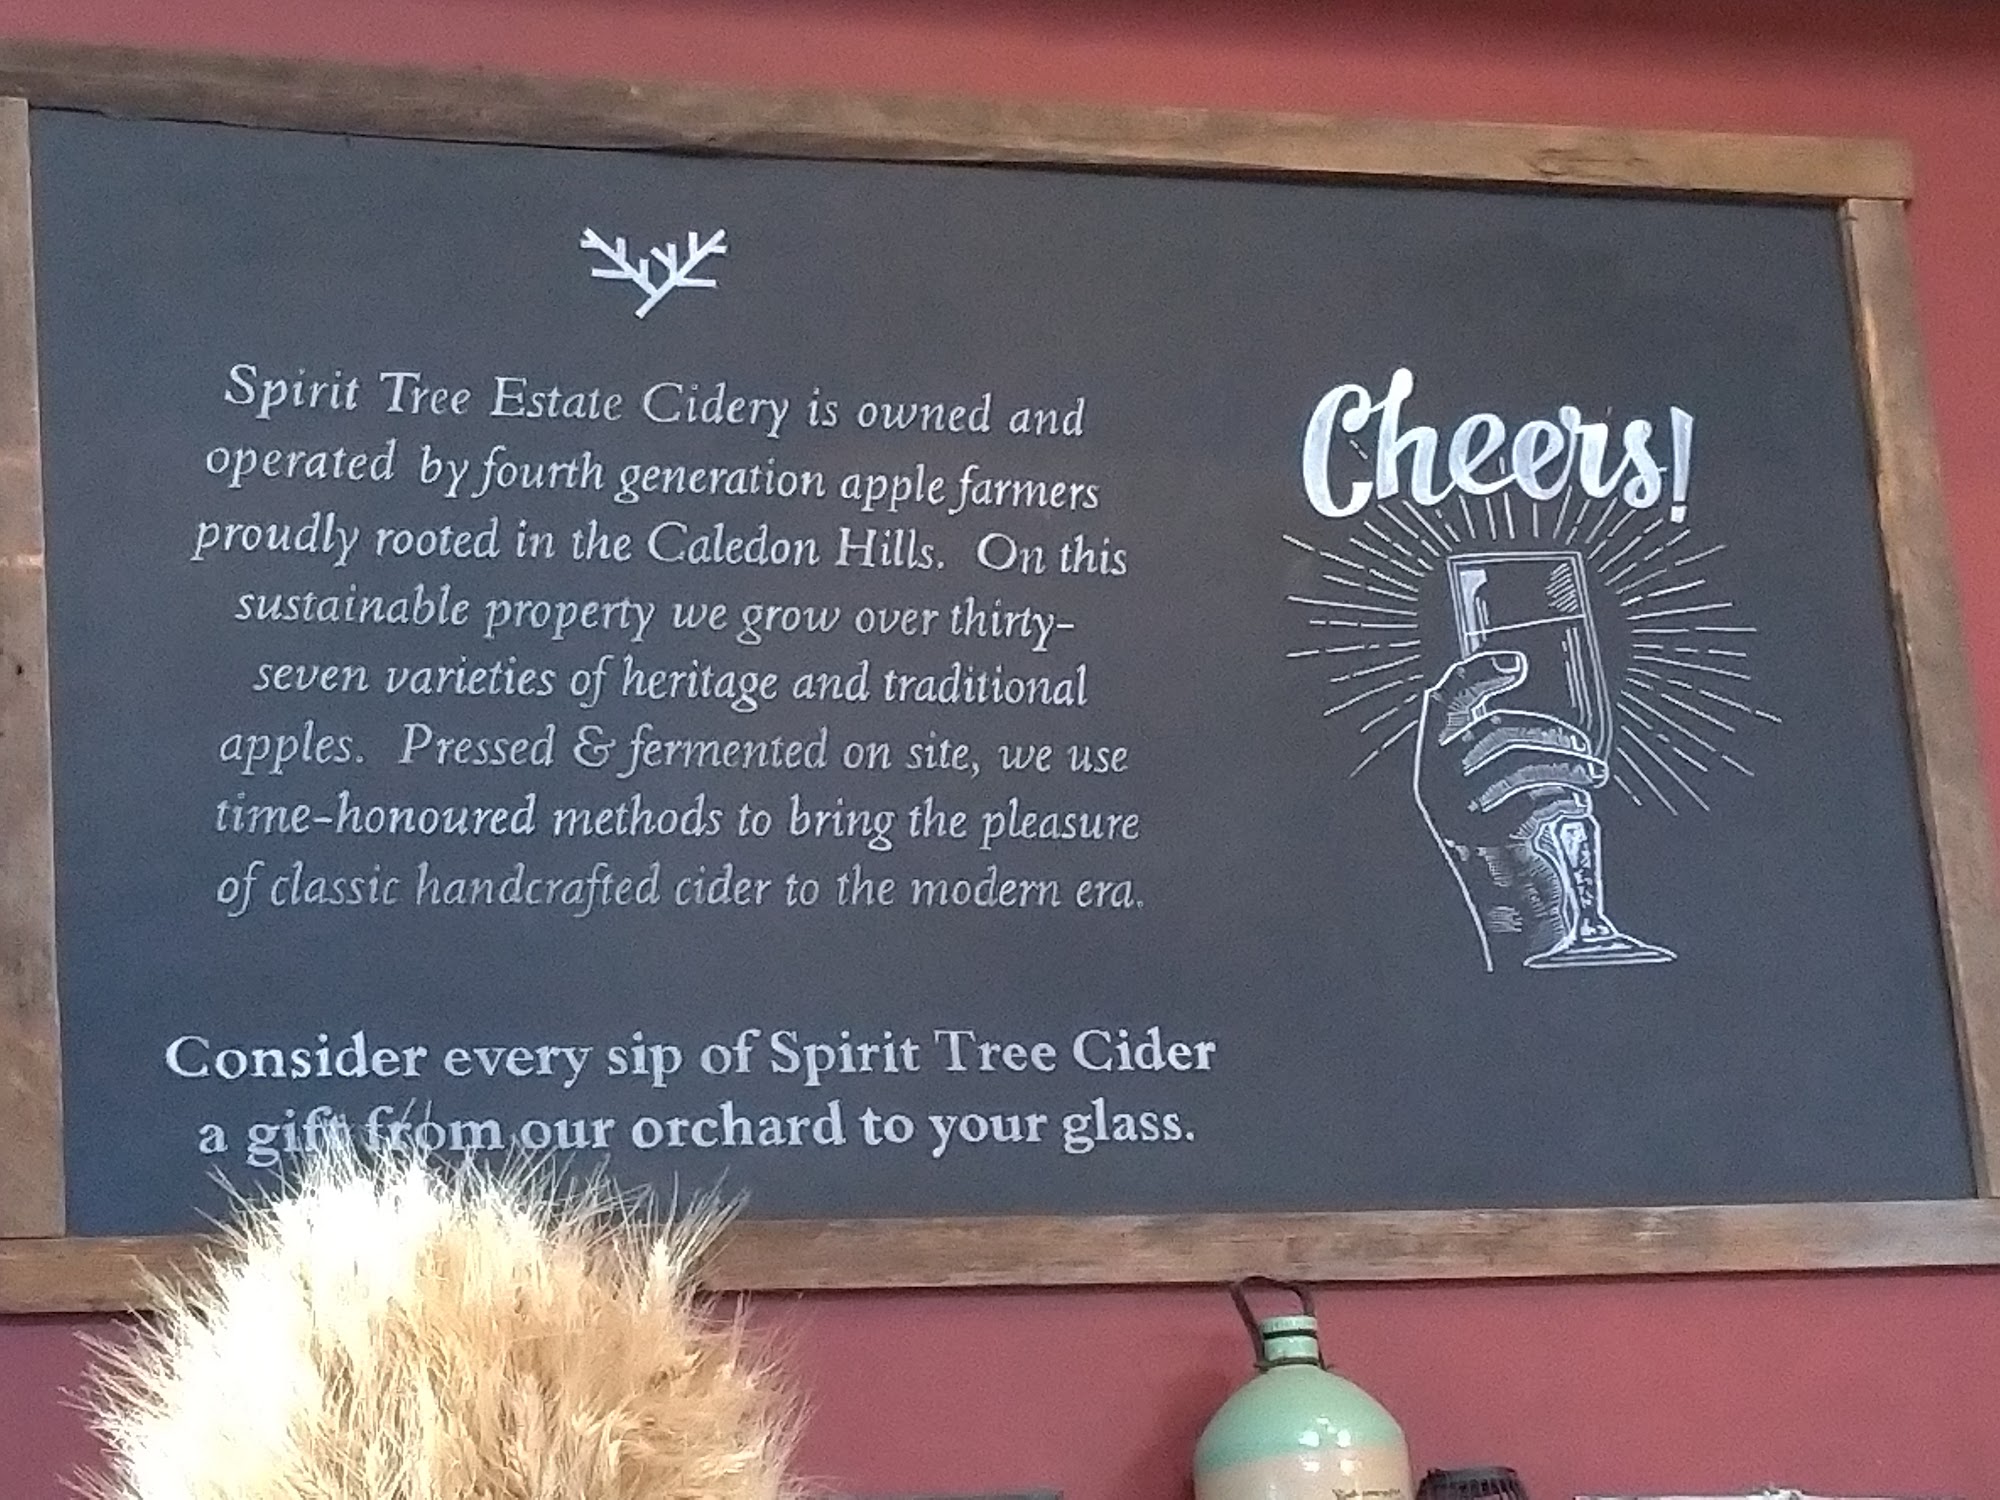 Spirit Tree Estate Cidery is owned and
operated by fourth generation apple farmers
proudly rooted in the Caledon Hills. On this
sustainable property we grow over thirty-
seven varieties of heritage and traditional
apples. Pressed & fermented on site, we use
time-honoured methods to bring the pleasure
of classic handcrafted cider to the modern era.
Consider every sip of Spirit Tree Cider
a gift from our orchard to your glass.
Cheers!